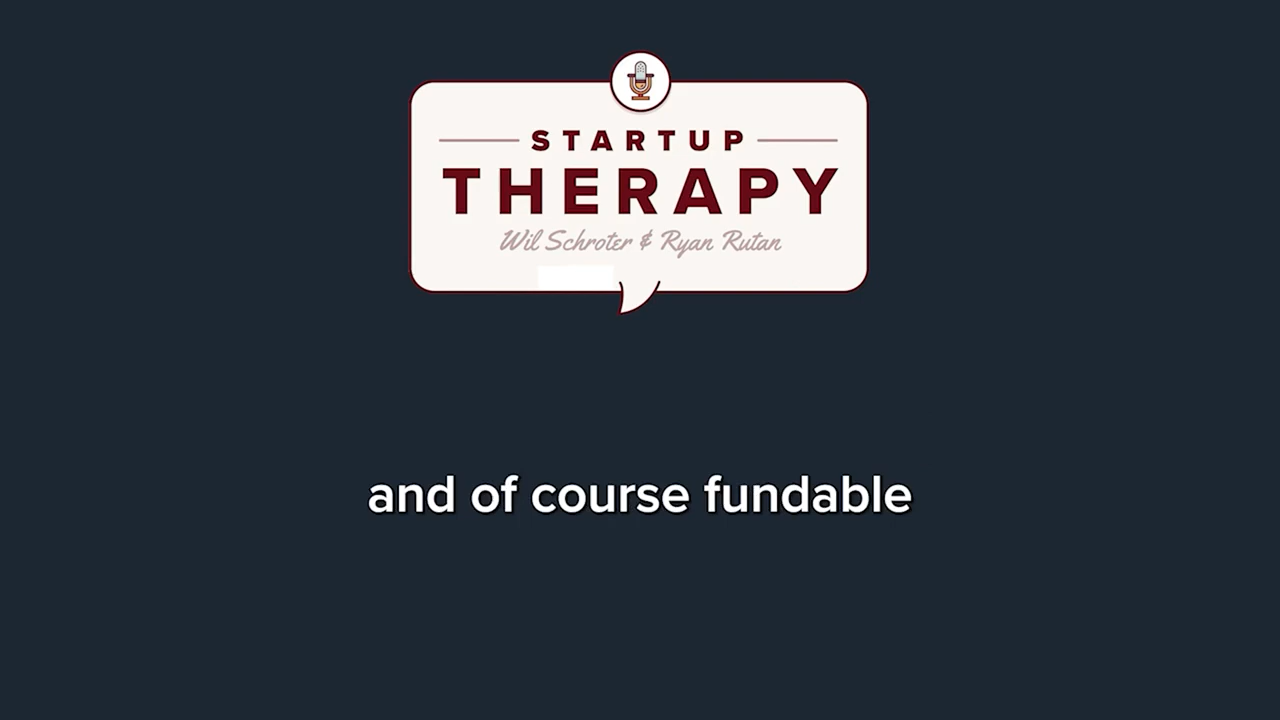 STARTUP
THERAPY
Wil Schroter & Ryan Rutan
and of course fundable